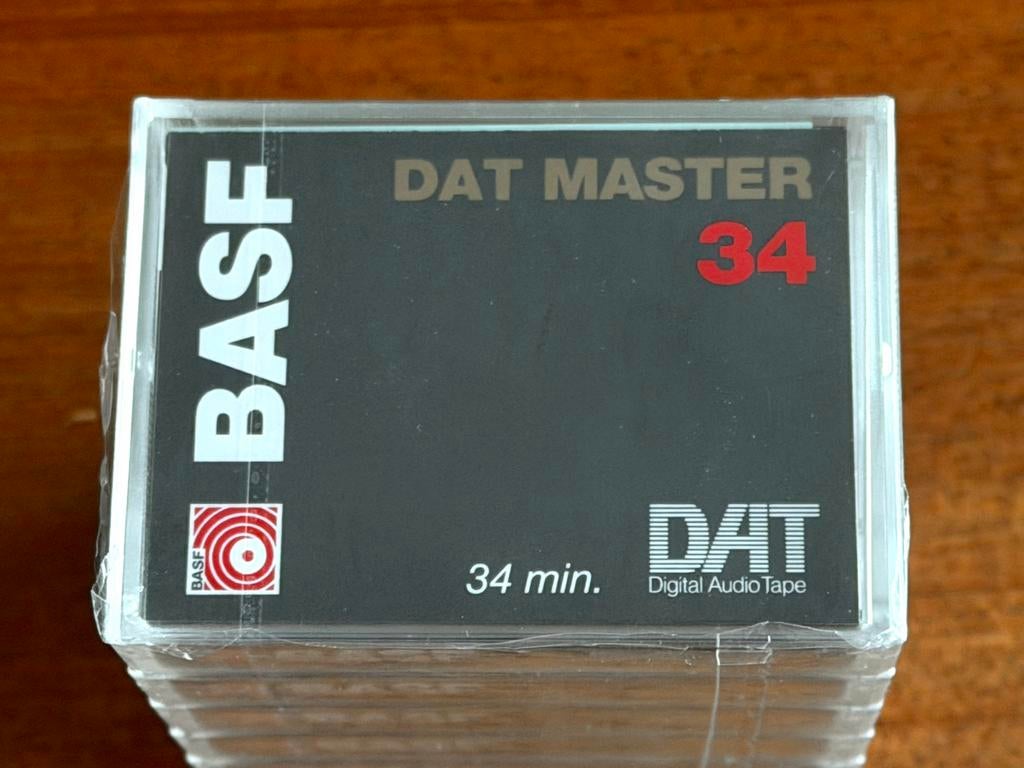 BASF
DAT MASTER
34
BASF
34 min.
DAT
Digital Audio Tape